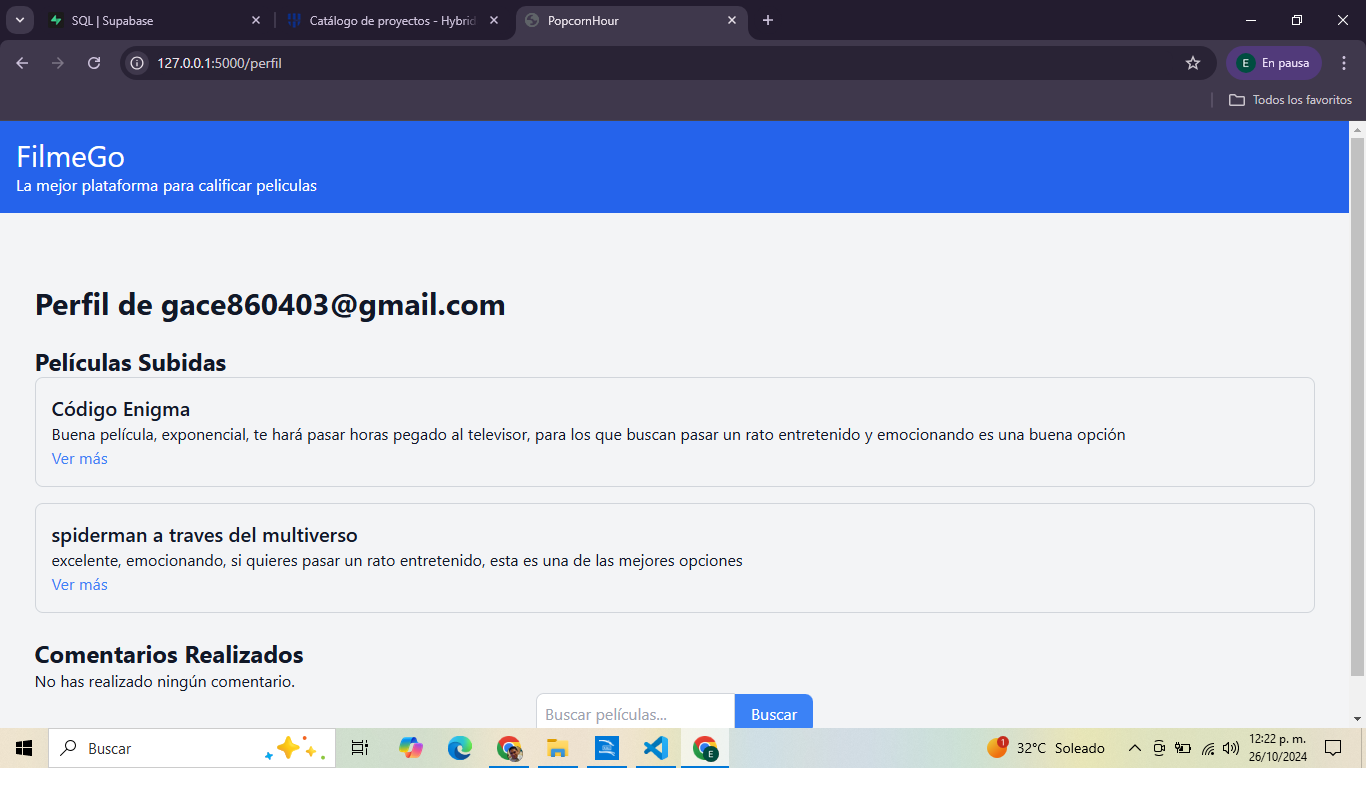 SQL | Supabase
Catálogo de proyectos - Hybrid
PopcornHour
127.0.0.1:5000/perfil
E
En pausa
Todos los favoritos
FilmeGo
La mejor plataforma para calificar peliculas
Perfil de gace860403@gmail.com
Películas Subidas
Código Enigma
Buena película, exponencial, te hará pasar horas pegado al televisor, para los que buscan pasar un rato entretenido y emocionando es una buena opción
Ver más
spiderman a traves del multiverso
excelente, emocionando, si quieres pasar un rato entretenido, esta es una de las mejores opciones
Ver más
Comentarios Realizados
No has realizado ningún comentario.
Buscar películas...
Buscar
Buscar
E
1
32°C Soleado
12:22 p. m.
26/10/2024